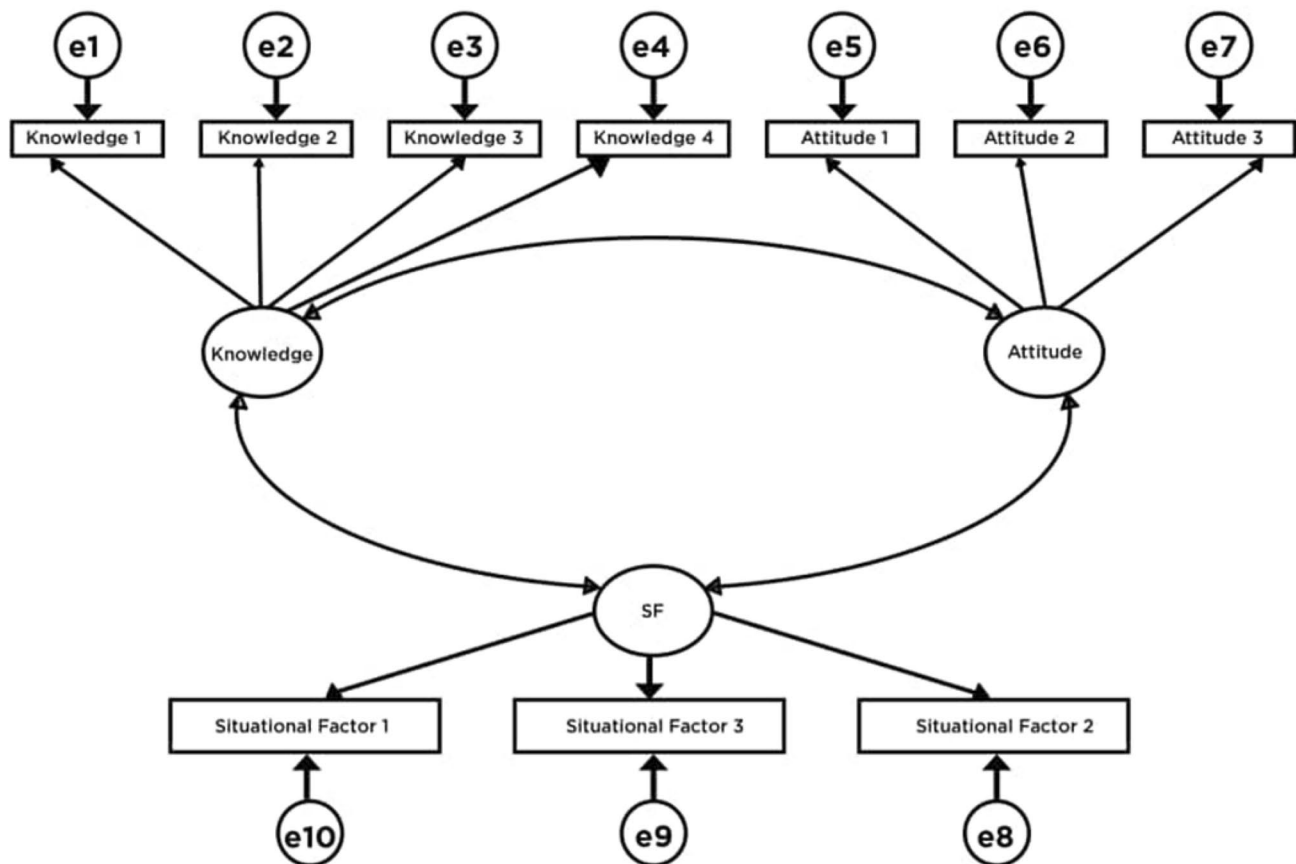 e1 e2 e3 e4 e5 e6 e7
Knowledge 1 Knowledge 2 Knowledge 3 Knowledge 4 Attitude 1 Attitude 2 Attitude 3
Knowledge Attitude
SF
Situational Factor 1 Situational Factor 3 Situational Factor 2
e10 e9 e8